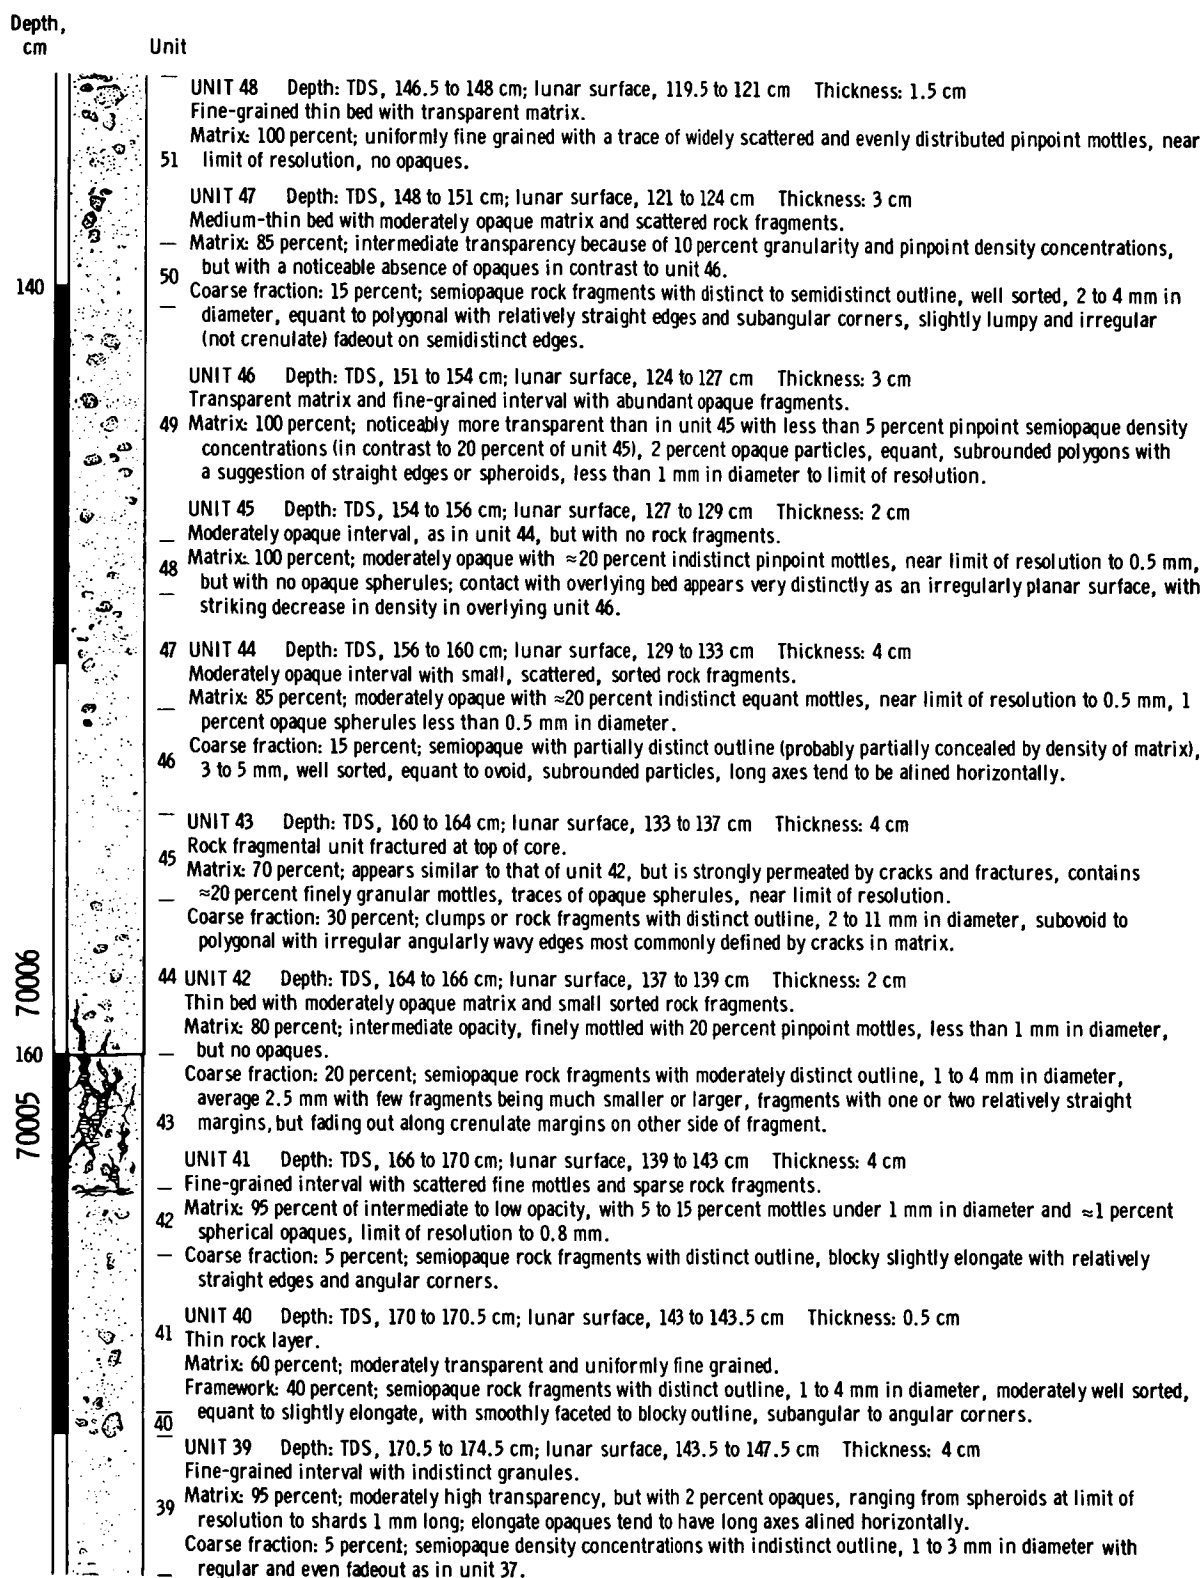 Depth,
cm
Unit
UNIT 48 Depth: TDS, 146.5 to 148 cm; lunar surface, 119.5 to 121 cm Thickness: 1.5 cm
Fine-grained thin bed with transparent matrix.
Matrix: 100 percent; uniformly fine grained with a trace of widely scattered and evenly distributed pinpoint mottles, near
51 limit of resolution, no opaques.
UNIT 47 Depth: TDS, 148 to 151 cm; lunar surface, 121 to 124 cm Thickness: 3 cm
Medium-thin bed with moderately opaque matrix and scattered rock fragments.
Matrix: 85 percent; intermediate transparency because of 10 percent granularity and pinpoint density concentrations,
50 but with a noticeable absence of opaques in contrast to unit 46.
140 Coarse fraction: 15 percent; semiopaque rock fragments with distinct to semidistinct outline, well sorted, 2 to 4 mm in
diameter, equant to polygonal with relatively straight edges and subangular corners, slightly lumpy and irregular
(not crenulate) fadeout on semidistinct edges.
UNIT 46 Depth: TDS, 151 to 154 cm; lunar surface, 124 to 127 cm Thickness: 3 cm
Transparent matrix and fine-grained interval with abundant opaque fragments.
49 Matrix: 100 percent; noticeably more transparent than in unit 45 with less than 5 percent pinpoint semiopaque density
concentrations (in contrast to 20 percent of unit 45), 2 percent opaque particles, equant, subrounded polygons with
a suggestion of straight edges or spheroids, less than 1 mm in diameter to limit of resolution.
UNIT 45 Depth: TDS, 154 to 156 cm; lunar surface, 127 to 129 cm Thickness: 2 cm
Moderately opaque interval, as in unit 44, but with no rock fragments.
48 Matrix: 100 percent; moderately opaque with ≈20 percent indistinct pinpoint mottles, near limit of resolution to 0.5 mm,
but with no opaque spherules; contact with overlying bed appears very distinctly as an irregularly planar surface, with
striking decrease in density in overlying unit 46.
47 UNIT 44 Depth: TDS, 156 to 160 cm; lunar surface, 129 to 133 cm Thickness: 4 cm
Moderately opaque interval with small, scattered, sorted rock fragments.
Matrix: 85 percent; moderately opaque with ≈20 percent indistinct equant mottles, near limit of resolution to 0.5 mm, 1
percent opaque spherules less than 0.5 mm in diameter.
46 Coarse fraction: 15 percent; semiopaque with partially distinct outline (probably partially concealed by density of matrix),
3 to 5 mm, well sorted, equant to ovoid, subrounded particles, long axes tend to be alined horizontally.
UNIT 43 Depth: TDS, 160 to 164 cm; lunar surface, 133 to 137 cm Thickness: 4 cm
Rock fragmental unit fractured at top of core.
45 Matrix: 70 percent; appears similar to that of unit 42, but is strongly permeated by cracks and fractures, contains
≈20 percent finely granular mottles, traces of opaque spherules, near limit of resolution.
Coarse fraction: 30 percent; clumps or rock fragments with distinct outline, 2 to 11 mm in diameter, subovoid to
polygonal with irregular angularly wavy edges most commonly defined by cracks in matrix.
70006
44 UNIT 42 Depth: TDS, 164 to 166 cm; lunar surface, 137 to 139 cm Thickness: 2 cm
Thin bed with moderately opaque matrix and small sorted rock fragments.
Matrix: 80 percent; intermediate opacity, finely mottled with 20 percent pinpoint mottles, less than 1 mm in diameter,
160 but no opaques.
Coarse fraction: 20 percent; semiopaque rock fragments with moderately distinct outline, 1 to 4 mm in diameter,
average 2.5 mm with few fragments being much smaller or larger, fragments with one or two relatively straight
70005
43 margins, but fading out along crenulate margins on other side of fragment.
UNIT 41 Depth: TDS, 166 to 170 cm; lunar surface, 139 to 143 cm Thickness: 4 cm
Fine-grained interval with scattered fine mottles and sparse rock fragments.
42 Matrix: 95 percent of intermediate to low opacity, with 5 to 15 percent mottles under 1 mm in diameter and ≈1 percent
spherical opaques, limit of resolution to 0.8 mm.
Coarse fraction: 5 percent; semiopaque rock fragments with distinct outline, blocky slightly elongate with relatively
straight edges and angular corners.
UNIT 40 Depth: TDS, 170 to 170.5 cm; lunar surface, 143 to 143.5 cm Thickness: 0.5 cm
41 Thin rock layer.
Matrix: 60 percent; moderately transparent and uniformly fine grained.
Framework: 40 percent; semiopaque rock fragments with distinct outline, 1 to 4 mm in diameter, moderately well sorted,
40 equant to slightly elongate, with smoothly faceted to blocky outline, subangular to angular corners.
UNIT 39 Depth: TDS, 170.5 to 174.5 cm; lunar surface, 143.5 to 147.5 cm Thickness: 4 cm
Fine-grained interval with indistinct granules.
39 Matrix: 95 percent; moderately high transparency, but with 2 percent opaques, ranging from spheroids at limit of
resolution to shards 1 mm long; elongate opaques tend to have long axes alined horizontally.
Coarse fraction: 5 percent; semiopaque density concentrations with indistinct outline, 1 to 3 mm in diameter with
regular and even fadeout as in unit 37.